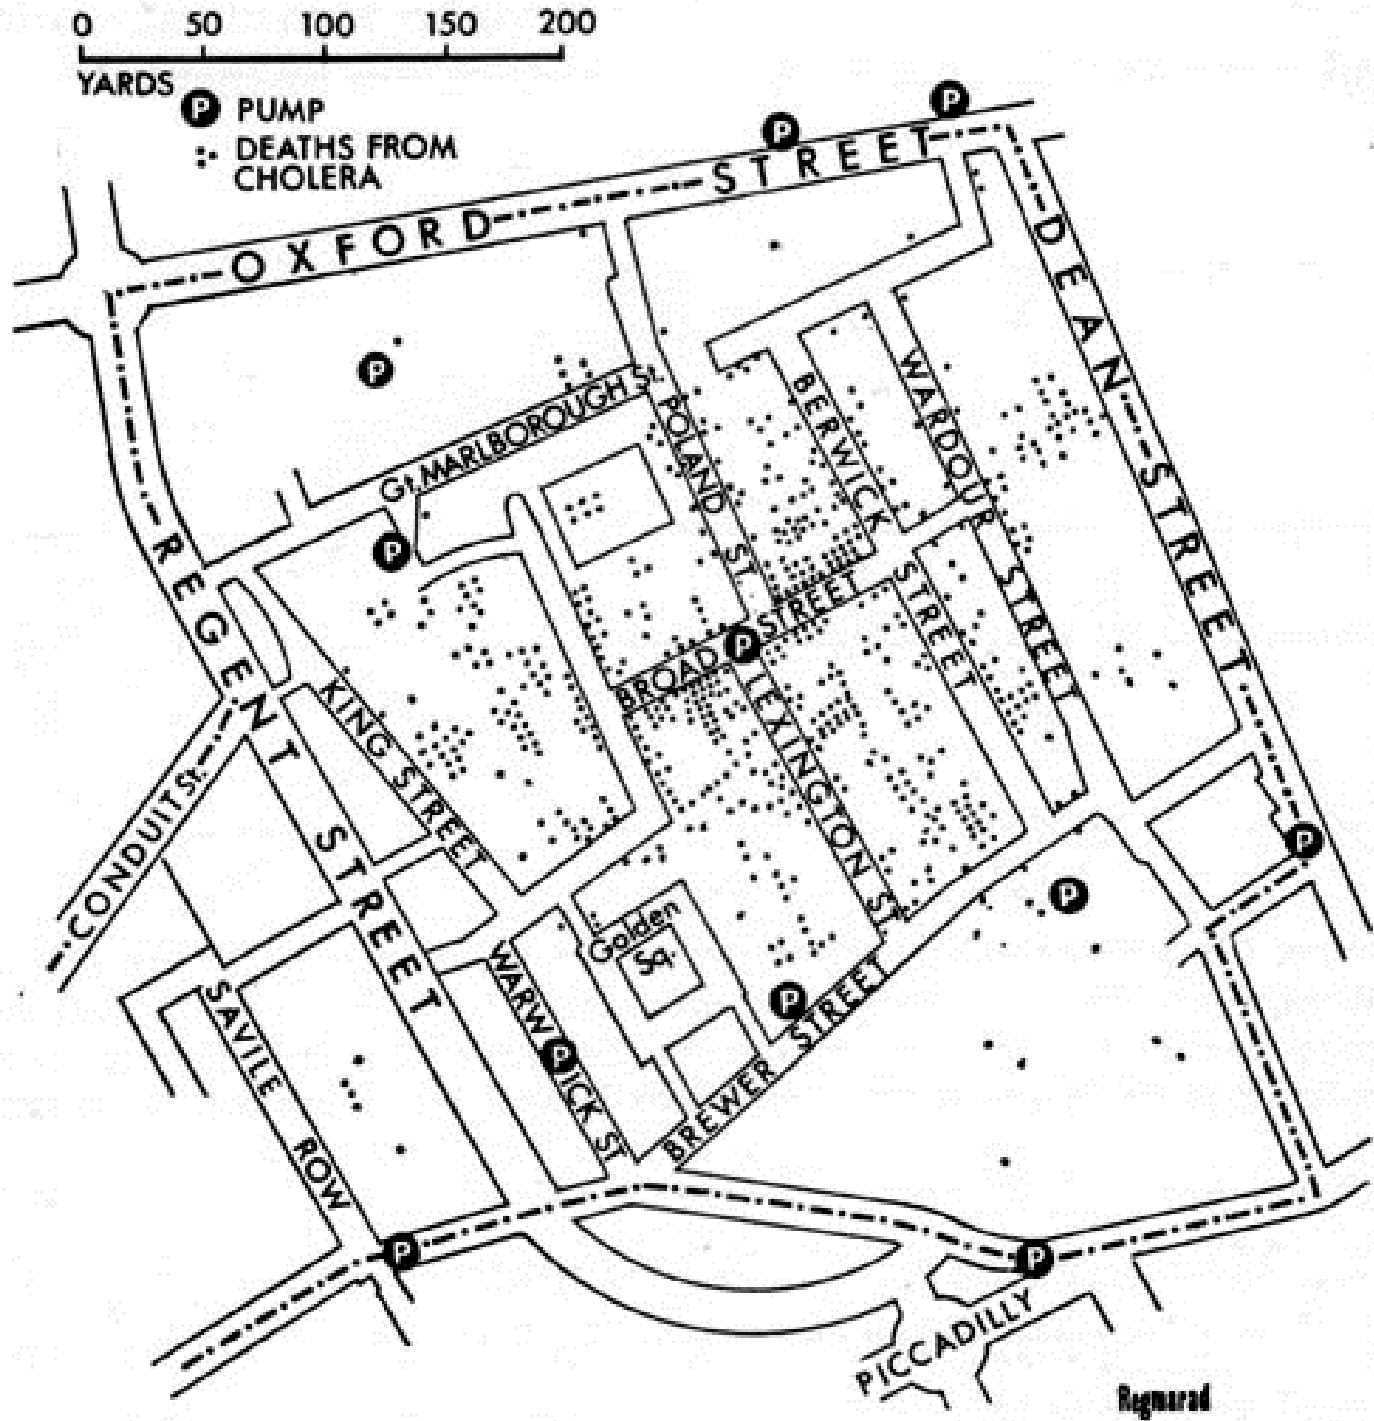 0 50 100 150 200
YARDS
P PUMP
DEATHS FROM
CHOLERA
P
P
OXFORD STREET
DEAN STREET
P
Gt. MARLBOROUGH St.
POLAND ST.
BERWICK STREET
WARDOUR STREET
P
REGENT STREET
BROAD STREET
P
KING STREET
LEXINGTON ST.
CONDUIT St.
P
P
Golden
Sq.
WARWICK ST
P
P
BREWER STREET
SAVILE ROW
P
P
PICCADILLY
Regmarad